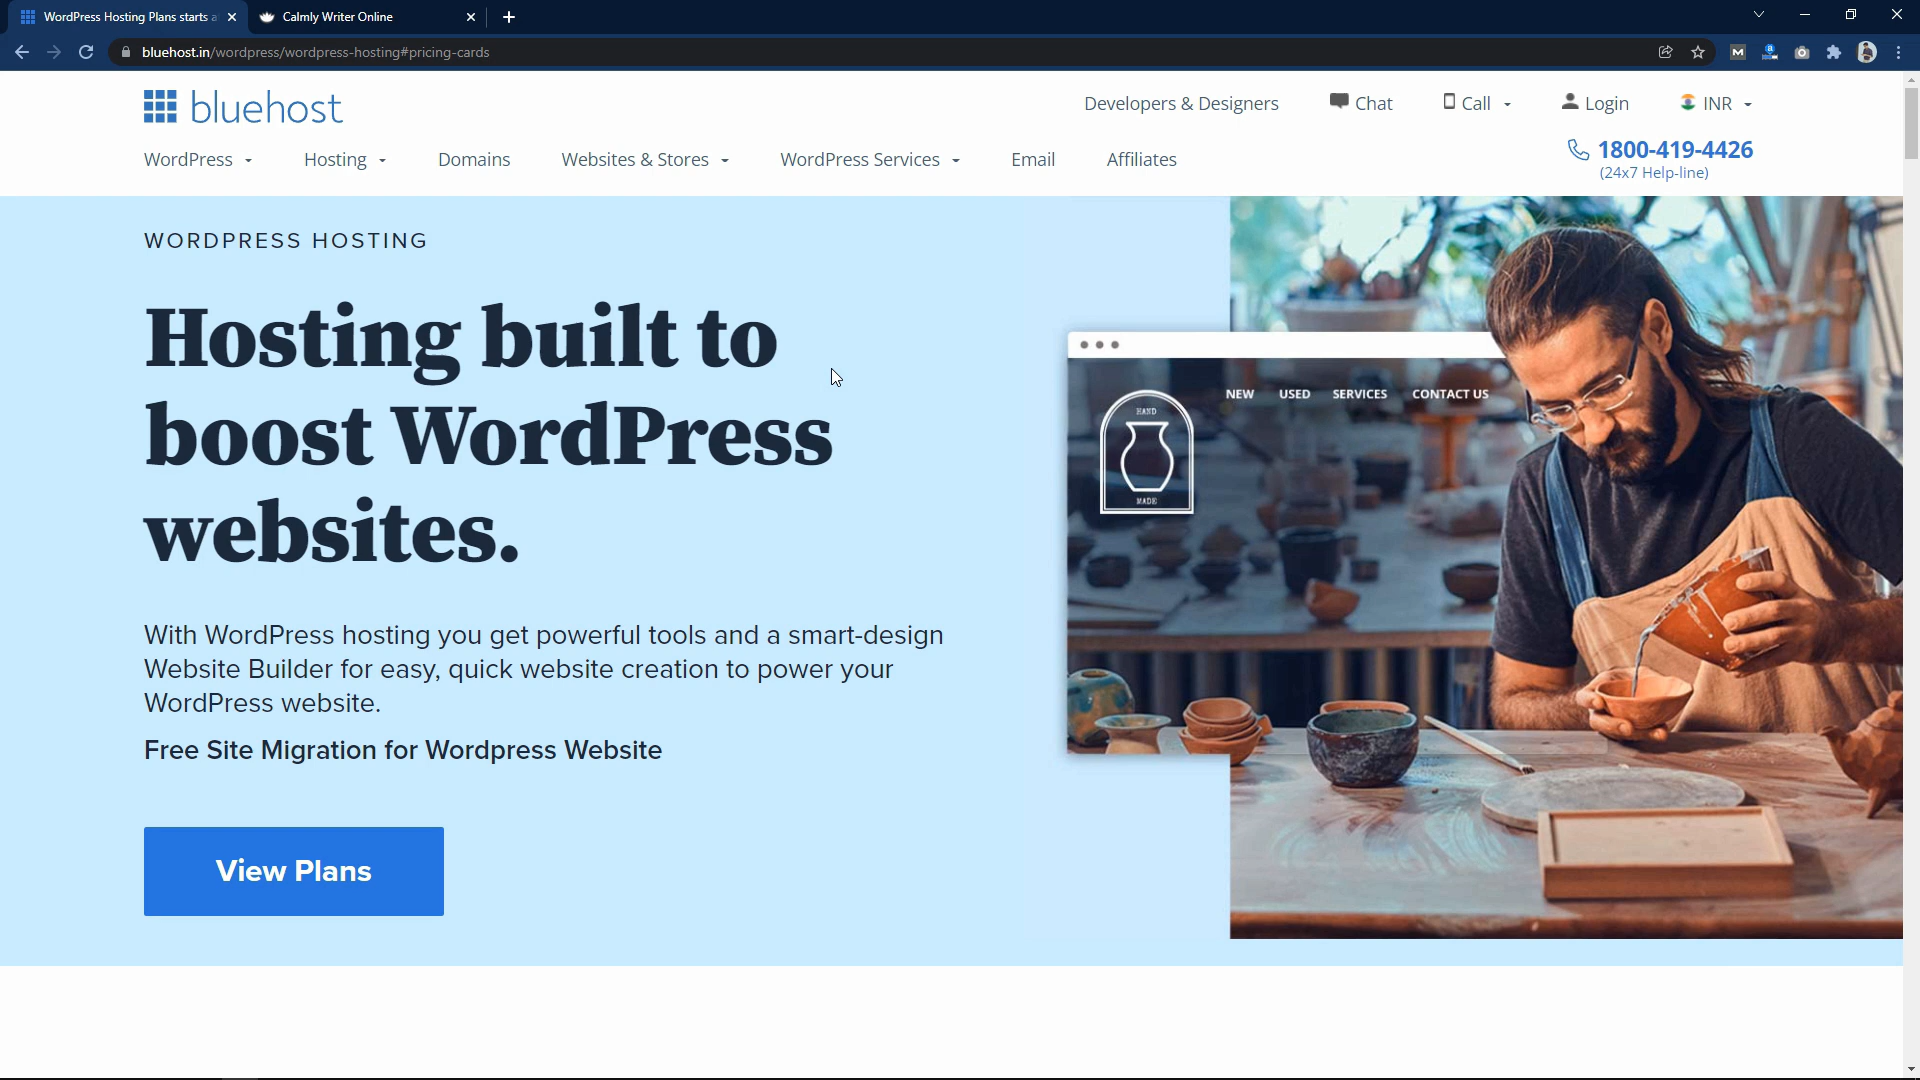 WordPress Hosting Plans starts a
Calmly Writer Online
bluehost.in/wordpress/wordpress-hosting#pricing-cards
bluehost
Developers & Designers
Chat
Call
Login
INR
WordPress
Hosting
Domains
Websites & Stores
WordPress Services
Email
Affiliates
1800-419-4426
(24x7 Help-line)
WORDPRESS HOSTING
Hosting built to
boost WordPress
websites.
With WordPress hosting you get powerful tools and a smart-design
Website Builder for easy, quick website creation to power your
WordPress website.
Free Site Migration for Wordpress Website
View Plans
NEW USED SERVICES CONTACT US
HAND
MADE